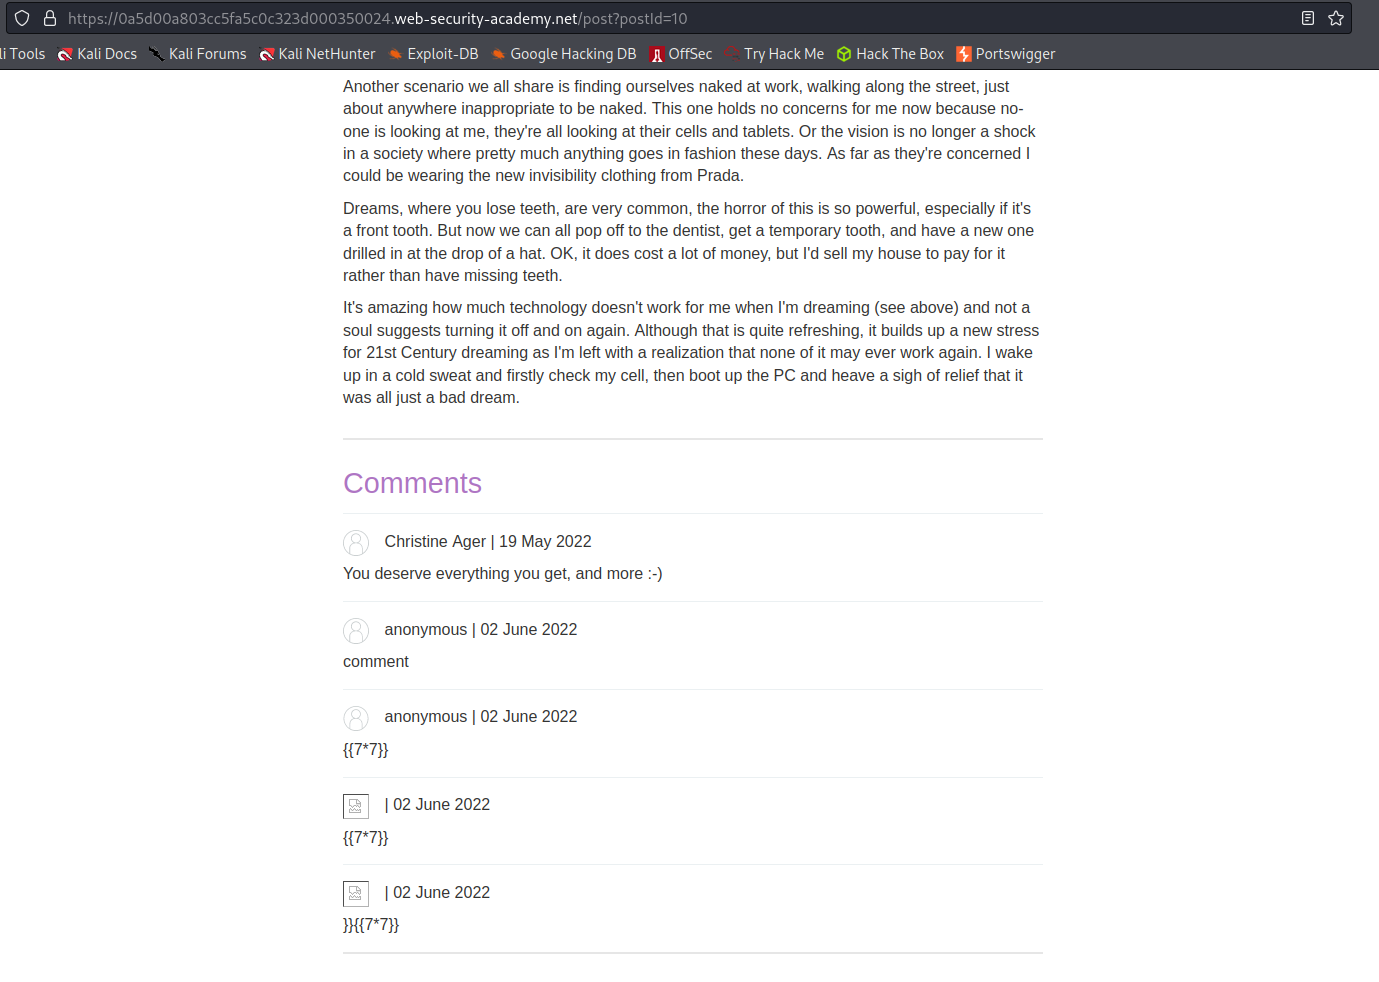 https://0a5d00a803cc5fa5c0c323d000350024.web-security-academy.net/post?postId=10
li Tools Kali Docs Kali Forums Kali NetHunter Exploit-DB Google Hacking DB OffSec Try Hack Me Hack The Box Portswigger
Another scenario we all share is finding ourselves naked at work, walking along the street, just
about anywhere inappropriate to be naked. This one holds no concerns for me now because no-
one is looking at me, they're all looking at their cells and tablets. Or the vision is no longer a shock
in a society where pretty much anything goes in fashion these days. As far as they're concerned I
could be wearing the new invisibility clothing from Prada.
Dreams, where you lose teeth, are very common, the horror of this is so powerful, especially if it's
a front tooth. But now we can all pop off to the dentist, get a temporary tooth, and have a new one
drilled in at the drop of a hat. OK, it does cost a lot of money, but I'd sell my house to pay for it
rather than have missing teeth.
It's amazing how much technology doesn't work for me when I'm dreaming (see above) and not a
soul suggests turning it off and on again. Although that is quite refreshing, it builds up a new stress
for 21st Century dreaming as I'm left with a realization that none of it may ever work again. I wake
up in a cold sweat and firstly check my cell, then boot up the PC and heave a sigh of relief that it
was all just a bad dream.
Comments
Christine Ager | 19 May 2022
You deserve everything you get, and more :-)
anonymous | 02 June 2022
comment
anonymous | 02 June 2022
{{7*7}}
| 02 June 2022
{{7*7}}
| 02 June 2022
}}{{7*7}}